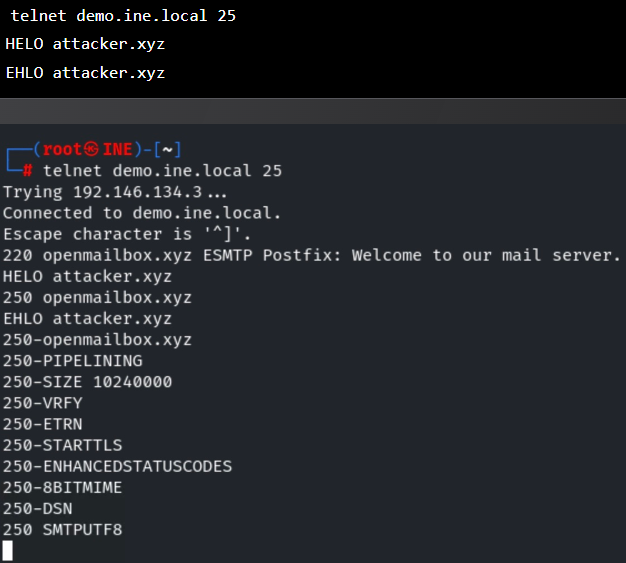 telnet demo.ine.local 25
HELO attacker.xyz
EHLO attacker.xyz
┌──(root㉿INE)-[~]
└─# telnet demo.ine.local 25
Trying 192.146.134.3...
Connected to demo.ine.local.
Escape character is '^]'.
220 openmailbox.xyz ESMTP Postfix: Welcome to our mail server.
HELO attacker.xyz
250 openmailbox.xyz
EHLO attacker.xyz
250-openmailbox.xyz
250-PIPELINING
250-SIZE 10240000
250-VRFY
250-ETRN
250-STARTTLS
250-ENHANCEDSTATUSCODES
250-8BITMIME
250-DSN
250 SMTPUTF8